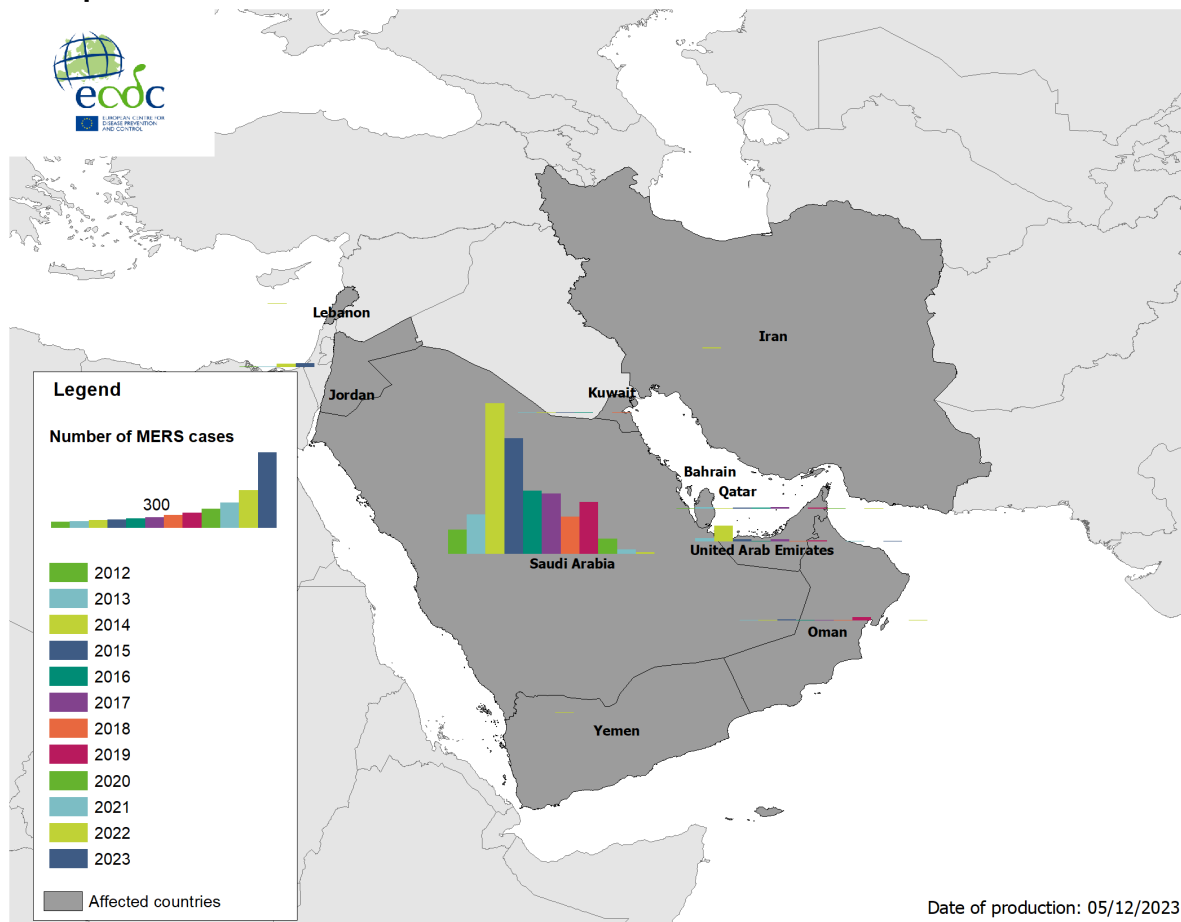 ecdc
EUROPEAN CENTRE FOR
DISEASE PREVENTION
AND CONTROL
Lebanon
Iran
Jordan
Kuwait
Bahrain
Qatar
United Arab Emirates
Saudi Arabia
Oman
Yemen
Legend
Number of MERS cases
300
2012
2013
2014
2015
2016
2017
2018
2019
2020
2021
2022
2023
Affected countries
Date of production: 05/12/2023